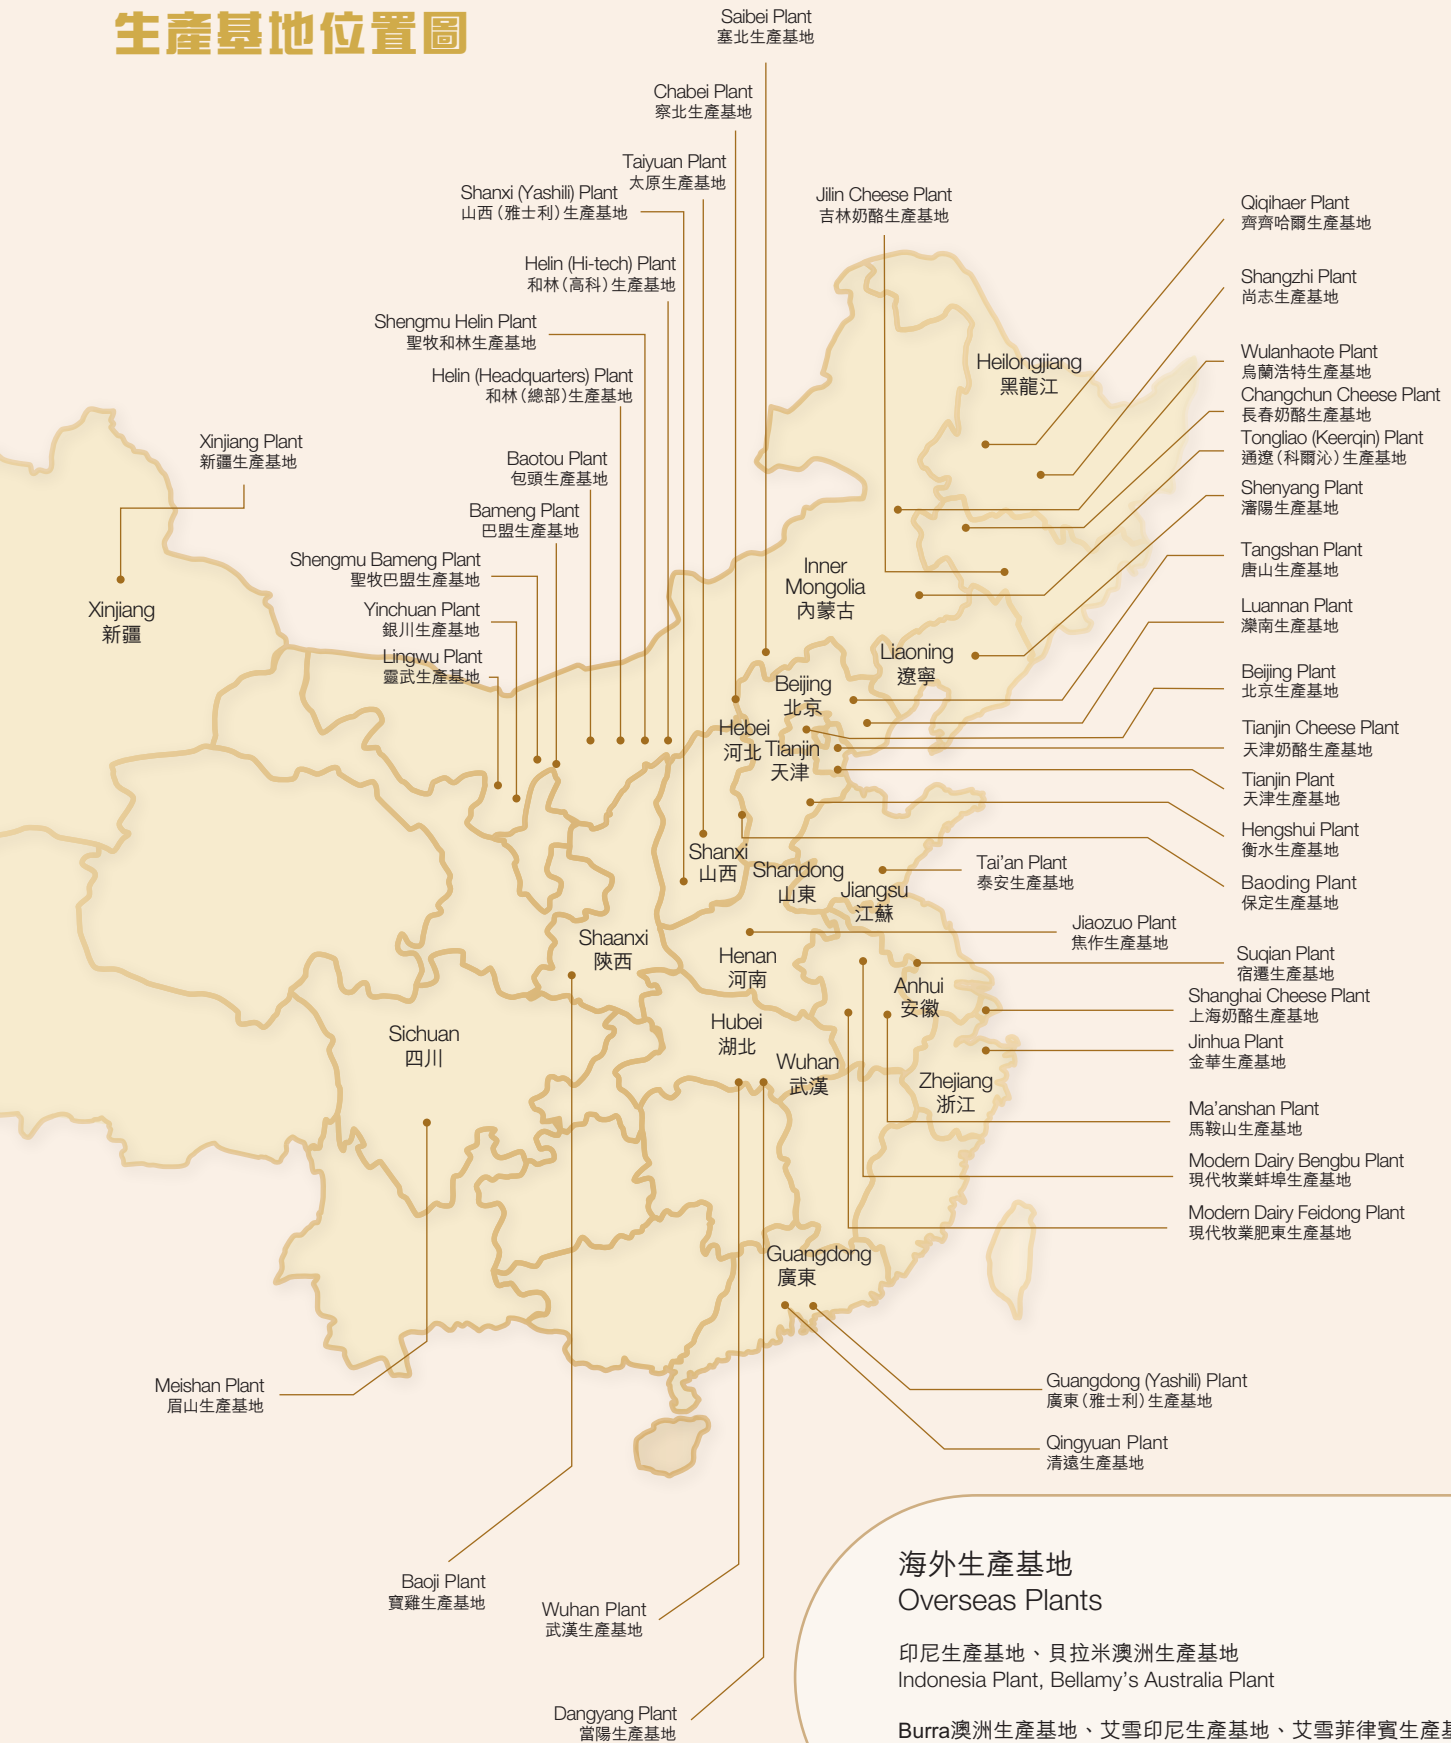 生產基地位置圖
Saibei Plant
塞北生產基地
Chabei Plant
察北生產基地
Taiyuan Plant
太原生產基地
Shanxi (Yashili) Plant
山西（雅士利）生產基地
Jilin Cheese Plant
吉林奶酪生產基地
Qiqihaer Plant
齊齊哈爾生產基地
Helin (Hi-tech) Plant
和林（高科）生產基地
Shangzhi Plant
尚志生產基地
Shengmu Helin Plant
聖牧和林生產基地
Helin (Headquarters) Plant
和林（總部）生產基地
Heilongjiang
黑龍江
Wulanhaote Plant
烏蘭浩特生產基地
Changchun Cheese Plant
長春奶酪生產基地
Tongliao (Keerqin) Plant
通遼（科爾沁）生產基地
Shenyang Plant
瀋陽生產基地
Xinjiang Plant
新疆生產基地
Baotou Plant
包頭生產基地
Bameng Plant
巴盟生產基地
Shengmu Bameng Plant
聖牧巴盟生產基地
Yinchuan Plant
銀川生產基地
Lingwu Plant
靈武生產基地
Xinjiang
新疆
Inner
Mongolia
內蒙古
Liaoning
遼寧
Beijing
北京
Hebei
河北
Tianjin
天津
Tangshan Plant
唐山生產基地
Luannan Plant
灤南生產基地
Beijing Plant
北京生產基地
Tianjin Cheese Plant
天津奶酪生產基地
Tianjin Plant
天津生產基地
Hengshui Plant
衡水生產基地
Baoding Plant
保定生產基地
Shanxi
山西
Shandong
山東
Jiangsu
江蘇
Tai'an Plant
泰安生產基地
Jiaozuo Plant
焦作生產基地
Shaanxi
陝西
Henan
河南
Anhui
安徽
Suqian Plant
宿遷生產基地
Shanghai Cheese Plant
上海奶酪生產基地
Jinhua Plant
金華生產基地
Sichuan
四川
Hubei
湖北
Wuhan
武漢
Zhejiang
浙江
Ma'anshan Plant
馬鞍山生產基地
Modern Dairy Bengbu Plant
現代牧業蚌埠生產基地
Modern Dairy Feidong Plant
現代牧業肥東生產基地
Guangdong
廣東
Meishan Plant
眉山生產基地
Guangdong (Yashili) Plant
廣東（雅士利）生產基地
Qingyuan Plant
清遠生產基地
Baoji Plant
寶雞生產基地
Wuhan Plant
武漢生產基地
Dangyang Plant
當陽生產基地
海外生產基地
Overseas Plants
印尼生產基地、貝拉米澳洲生產基地
Indonesia Plant, Bellamy's Australia Plant
Burra澳洲生產基地、艾雪印尼生產基地、艾雪菲律賓生產基